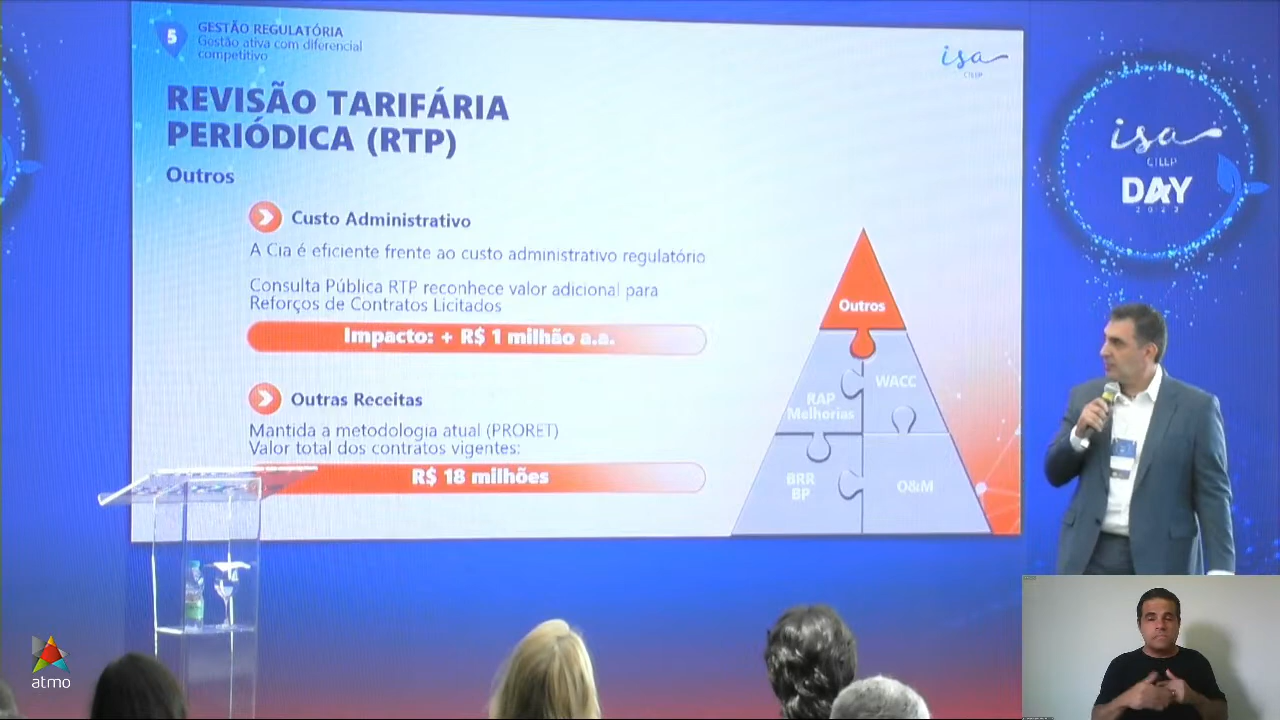 5
GESTÃO REGULATÓRIA
Gestão ativa com diferencial
competitivo
isa
CTEEP
REVISÃO TARIFÁRIA
PERIÓDICA (RTP)
Outros
Custo Administrativo
A Cia é eficiente frente ao custo administrativo regulatório
Consulta Pública RTP reconhece valor adicional para
Reforços de Contratos Licitados
Impacto: + R$ 1 milhão a.a.
Outras Receitas
Mantida a metodologia atual (PRORET)
Valor total dos contratos vigentes:
R$ 18 milhões
Outros
RAP
Melhorias
WACC
BRR
BP
O&M
isa
CTEEP
DAY
atmo